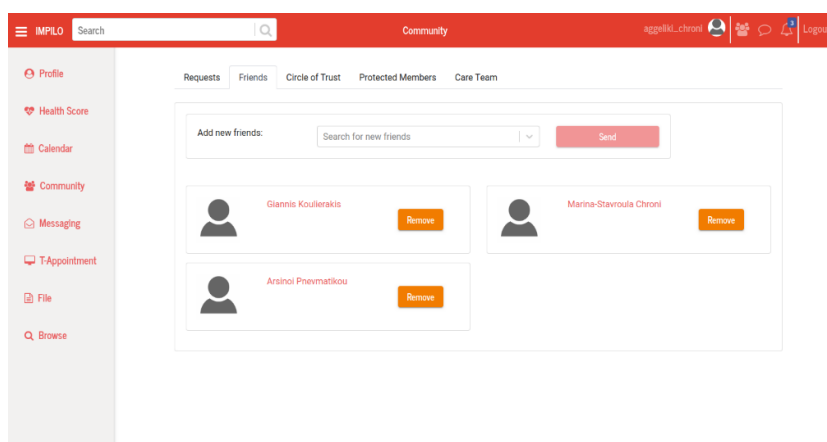 IMPILO Search Community aggeliki_chroni 3 Logou
Profile
Health Score
Calendar
Community
Messaging
T-Appointment
File
Browse
Requests Friends Circle of Trust Protected Members Care Team
Add new friends: Search for new friends Send
Giannis Koulierakis Remove
Marina-Stavroula Chroni Remove
Arsinoi Pnevmatikou Remove